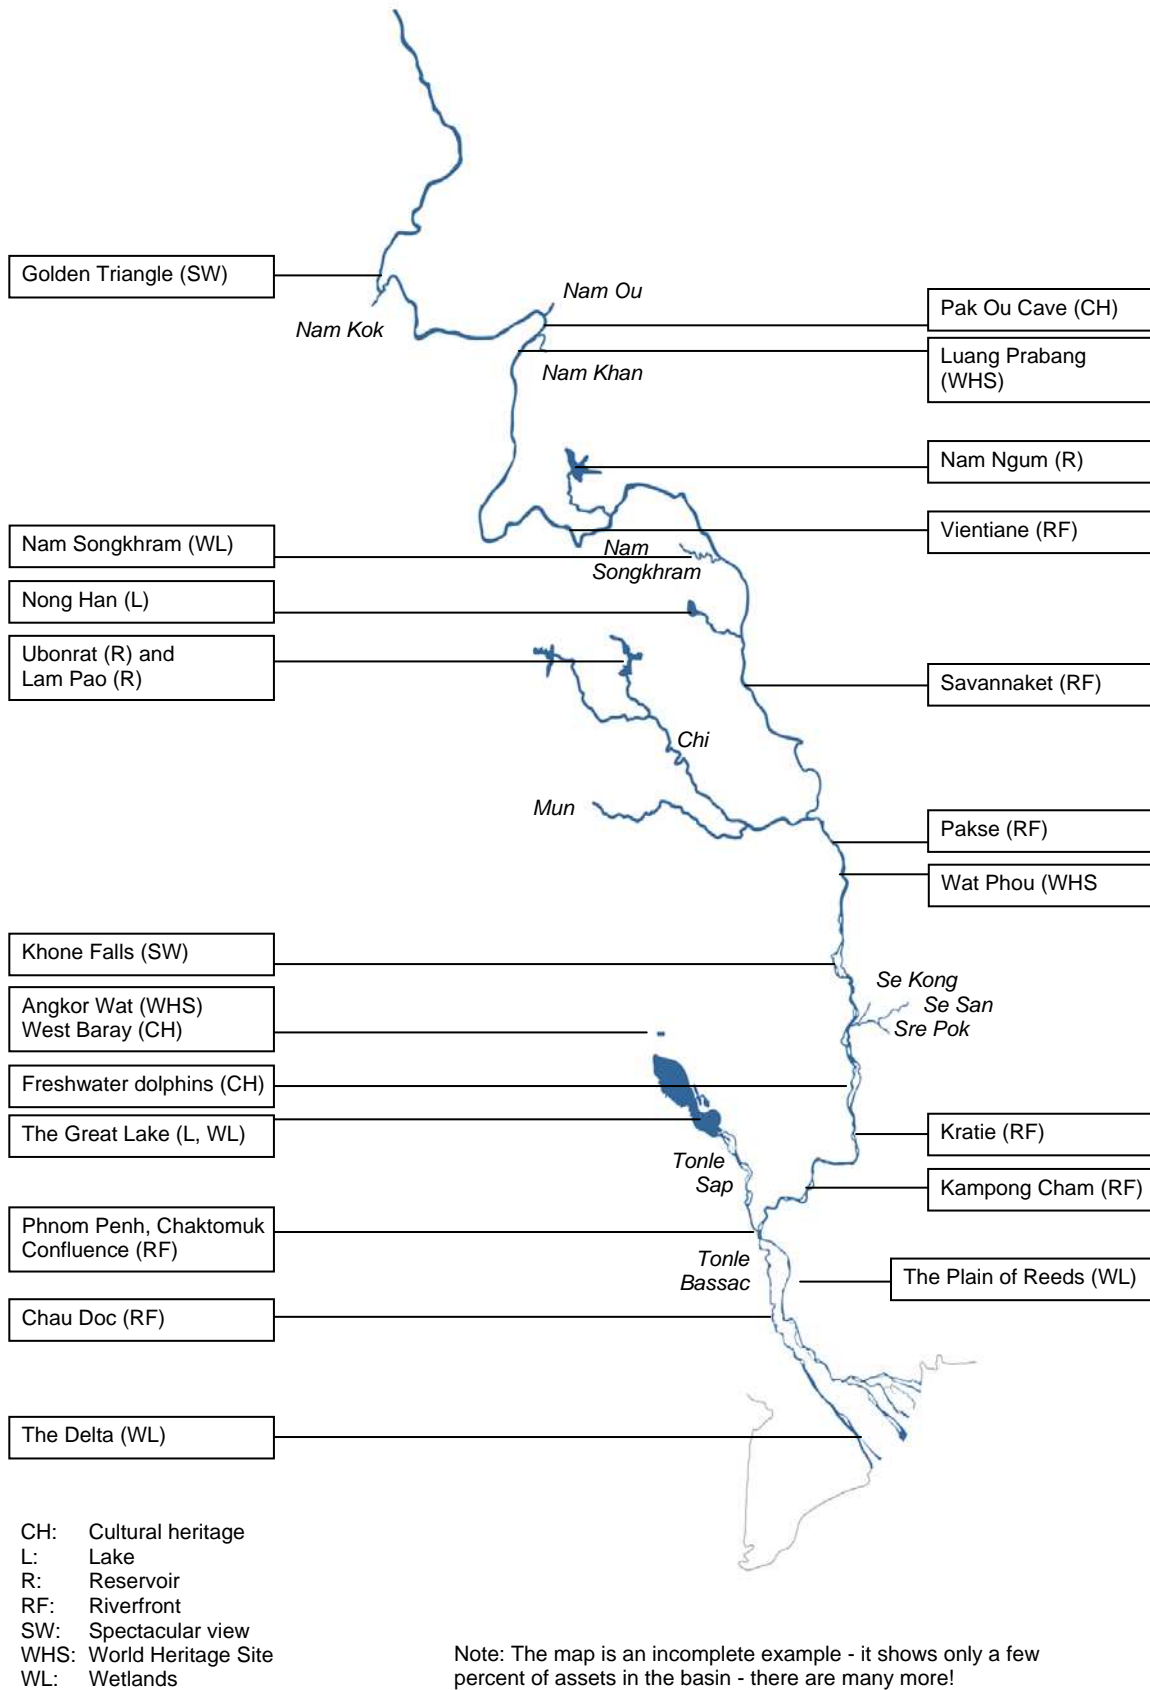 Golden Triangle (SW)
Nam Ou
Nam Kok
Pak Ou Cave (CH)
Luang Prabang
(WHS)
Nam Khan
Nam Ngum (R)
Vientiane (RF)
Nam Songkhram (WL)
Nam
Songkhram
Nong Han (L)
Ubonrat (R) and
Lam Pao (R)
Savannaket (RF)
Chi
Mun
Pakse (RF)
Wat Phou (WHS
Khone Falls (SW)
Se Kong
Se San
Sre Pok
Angkor Wat (WHS)
West Baray (CH)
Freshwater dolphins (CH)
The Great Lake (L, WL)
Kratie (RF)
Tonle
Sap
Kampong Cham (RF)
Phnom Penh, Chaktomuk
Confluence (RF)
Tonle
Bassac
The Plain of Reeds (WL)
Chau Doc (RF)
The Delta (WL)
CH: Cultural heritage
L: Lake
R: Reservoir
RF: Riverfront
SW: Spectacular view
WHS: World Heritage Site
WL: Wetlands
Note: The map is an incomplete example - it shows only a few
percent of assets in the basin - there are many more!